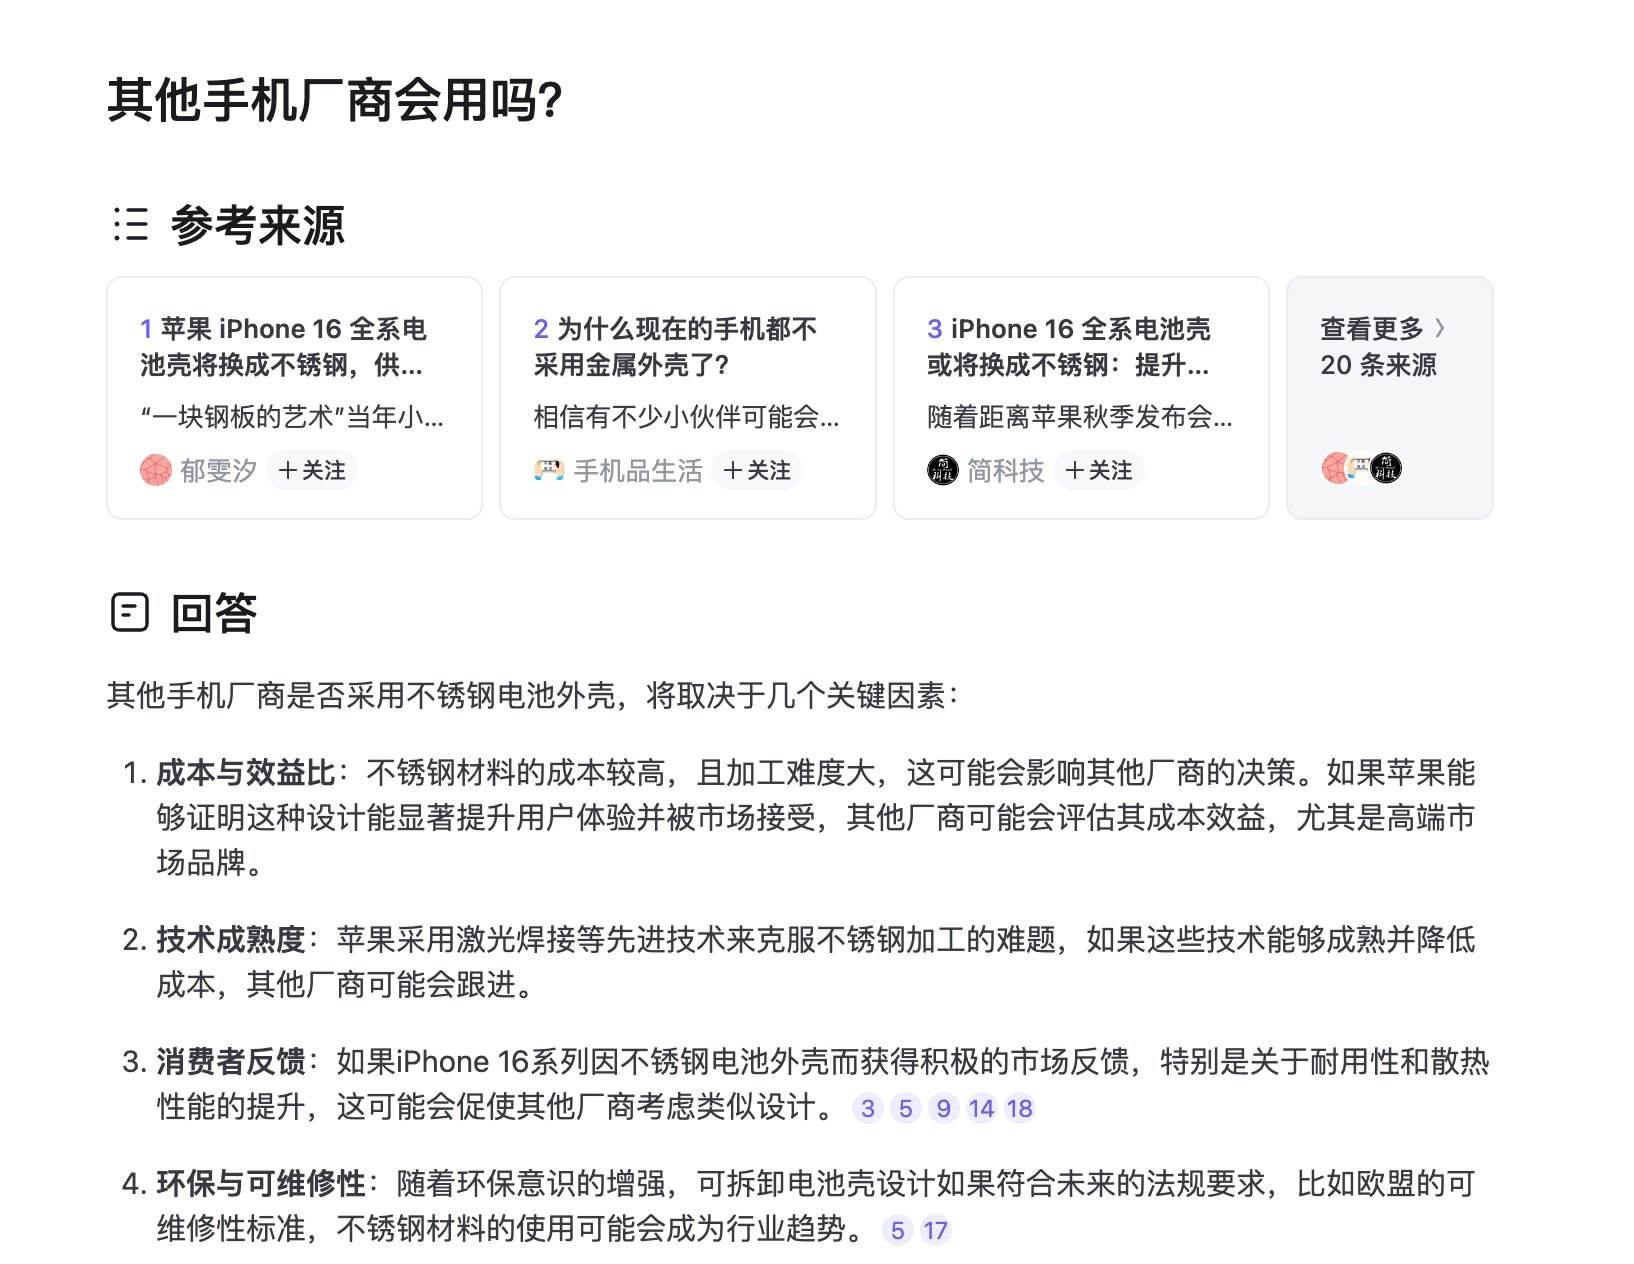 其他手机厂商会用吗?
参考来源
1 苹果 iPhone 16 全系电
池壳将换成不锈钢，供...
“一块钢板的艺术”当年小...
郁雯汐 +关注
2 为什么现在的手机都不
采用金属外壳了?
相信有不少小伙伴可能会...
手机品生活 +关注
3 iPhone 16 全系电池壳
或将换成不锈钢：提升...
随着距离苹果秋季发布会...
简科技 +关注
查看更多 >
20 条来源
简
科技
回答
其他手机厂商是否采用不锈钢电池外壳，将取决于几个关键因素：
1. 成本与效益比：不锈钢材料的成本较高，且加工难度大，这可能会影响其他厂商的决策。如果苹果能
够证明这种设计能显著提升用户体验并被市场接受，其他厂商可能会评估其成本效益，尤其是高端市
场品牌。
2. 技术成熟度：苹果采用激光焊接等先进技术来克服不锈钢加工的难题，如果这些技术能够成熟并降低
成本，其他厂商可能会跟进。
3. 消费者反馈：如果iPhone 16系列因不锈钢电池外壳而获得积极的市场反馈，特别是关于耐用性和散热
性能的提升，这可能会促使其他厂商考虑类似设计。 3 5 9 14 18
4. 环保与可维修性：随着环保意识的增强，可拆卸电池壳设计如果符合未来的法规要求，比如欧盟的可
维修性标准，不锈钢材料的使用可能会成为行业趋势。 5 17